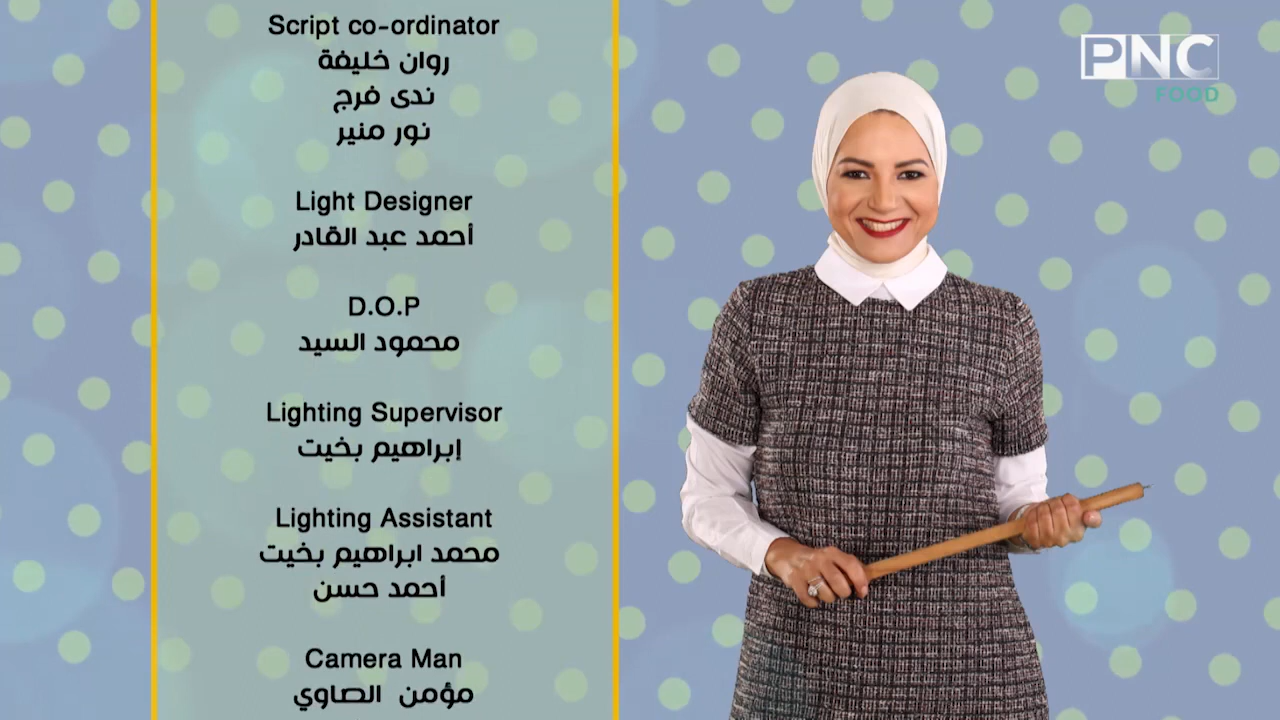 Script co-ordinator
روان خليفة
ندى فرج
نور منير
Light Designer
أحمد عبد القادر
D.O.P
محمود السيد
Lighting Supervisor
إبراهيم بخيت
Lighting Assistant
محمد ابراهيم بخيت
أحمد حسن
Camera Man
مؤمن الصاوي
PNC
FOOD